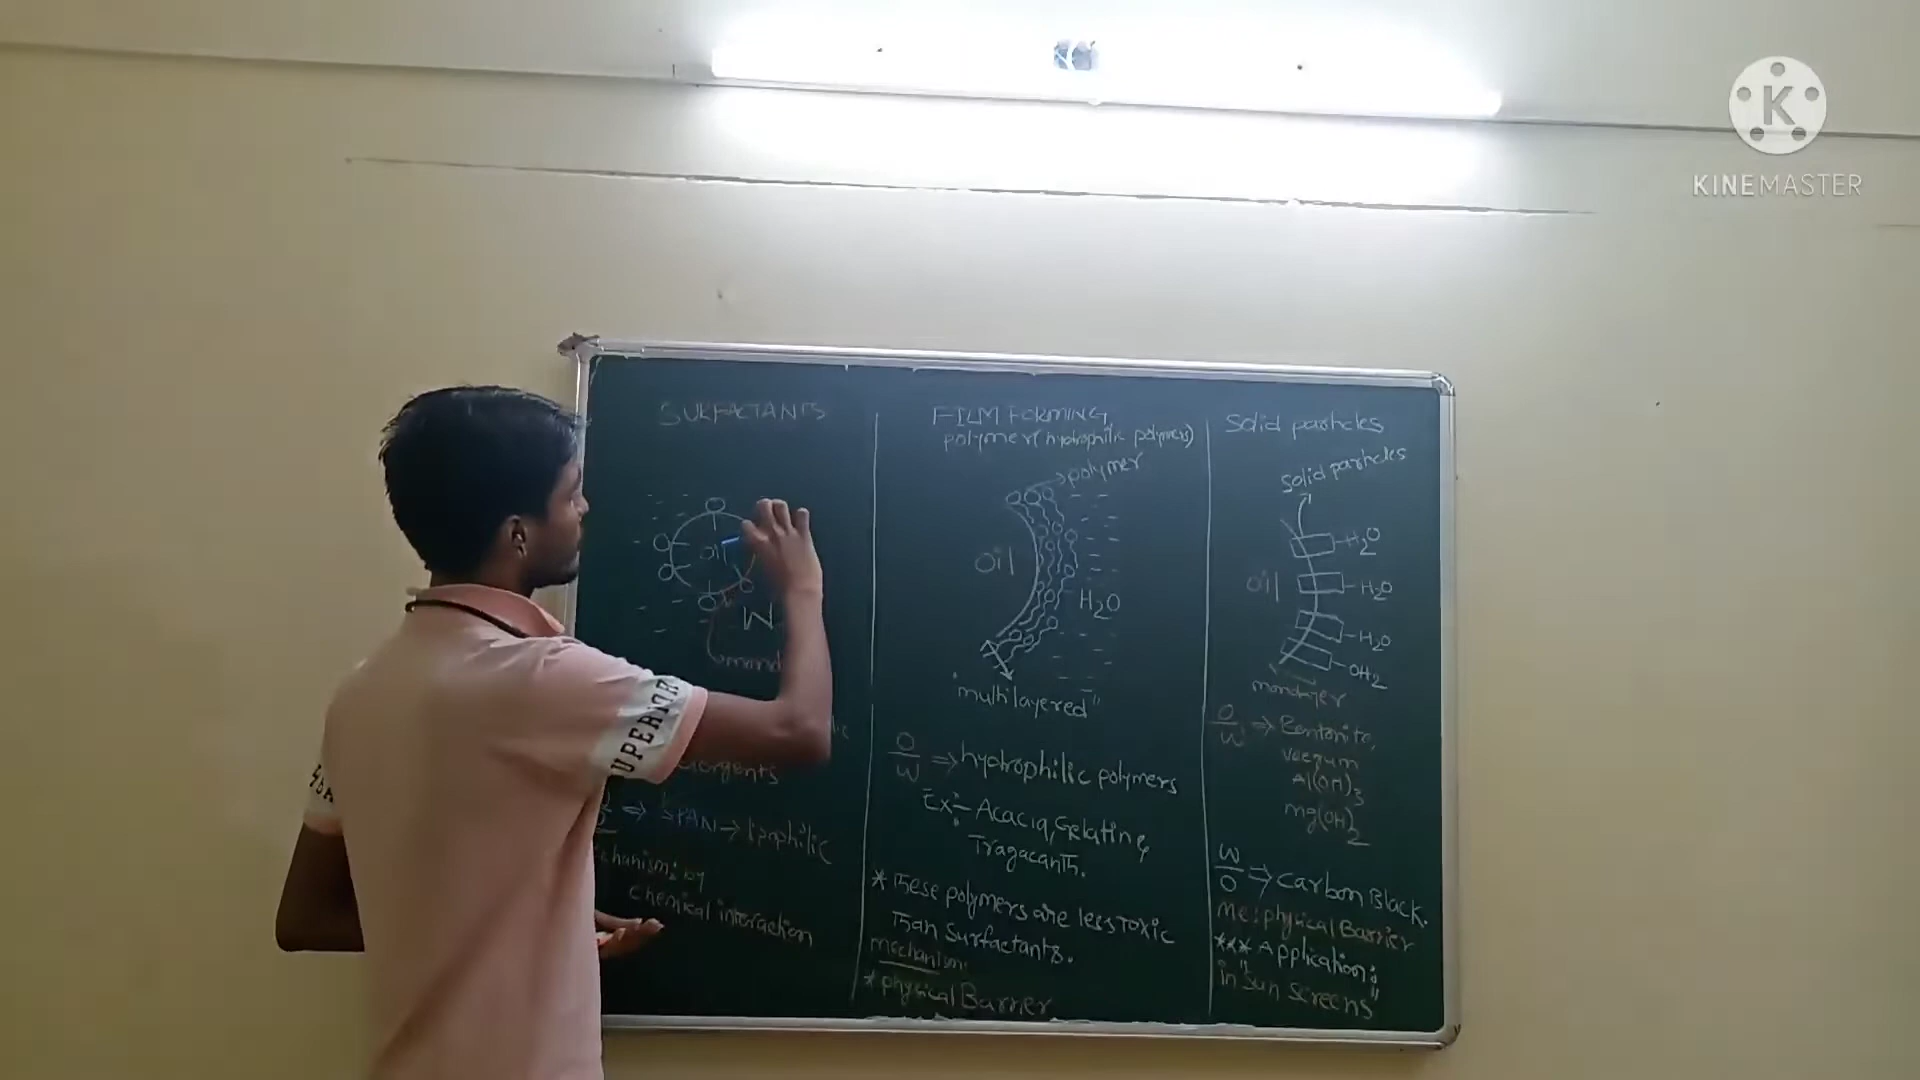 K
KINEMASTER
SURFACTANTS
oil
W
SPAN → lipophilic
by
chemical interaction
FILM FORMING
polymer (hydrophilic polymers)
→ polymer
oil
H2O
"multilayered"
O/W ⇒ hydrophilic polymers
Ex:- Acacia, Gelatin &
Tragacanth.
* These polymers are less toxic
Than surfactants.
mechanism:
* physical Barrier
Solid particles
Solid particles
oil
H2O
H2O
H2O
OH2
monolayer
O/W ⇒ Bentonite,
veegum
Al(OH)3
mg(OH)2
W/O ⇒ carbon Black.
Me: physical Barrier
*** Application:
in "Sun Screens"
SUPERIOR